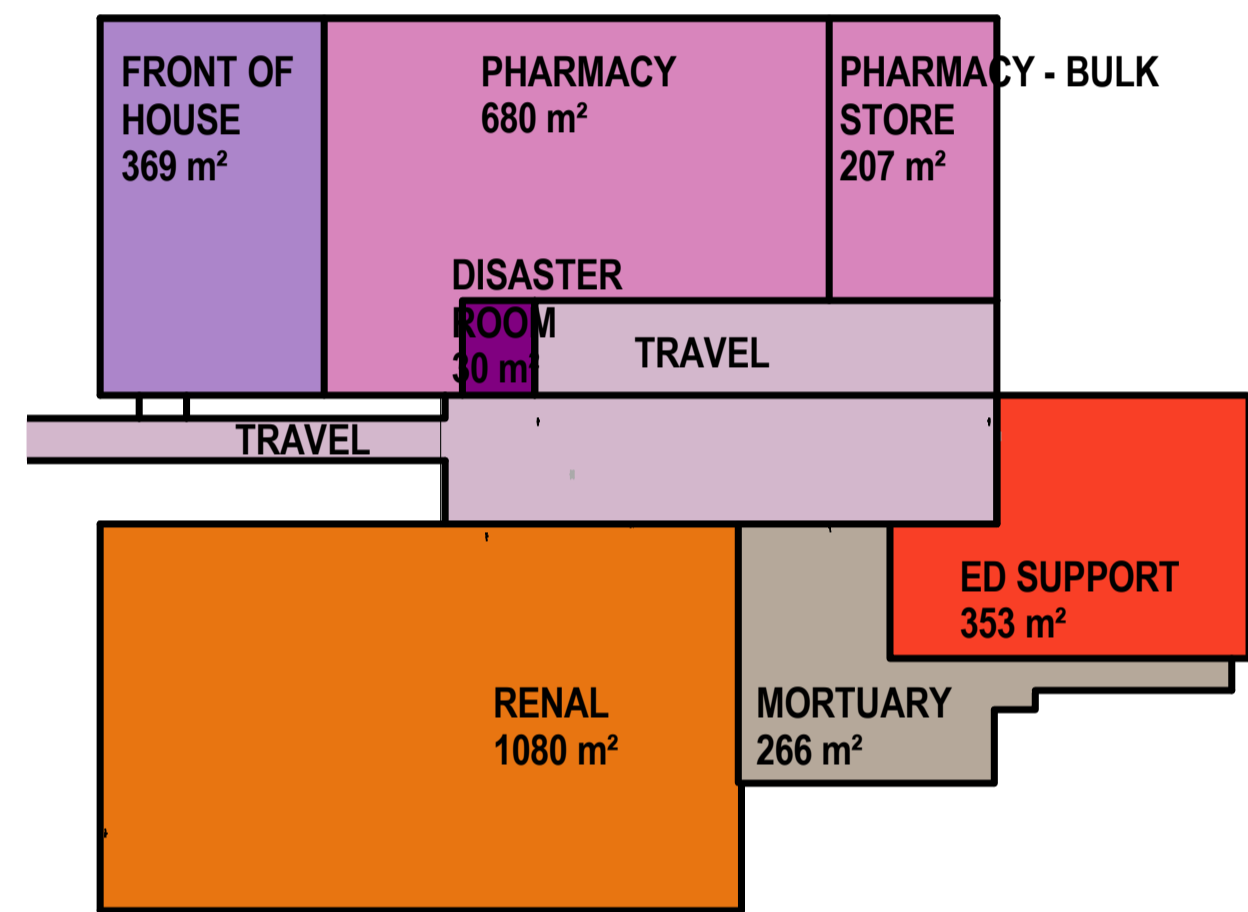 FRONT OF
HOUSE
369 m²
PHARMACY
680 m²
PHARMACY - BULK
STORE
207 m²
DISASTER
ROOM
30 m²
TRAVEL
TRAVEL
ED SUPPORT
353 m²
RENAL
1080 m²
MORTUARY
266 m²